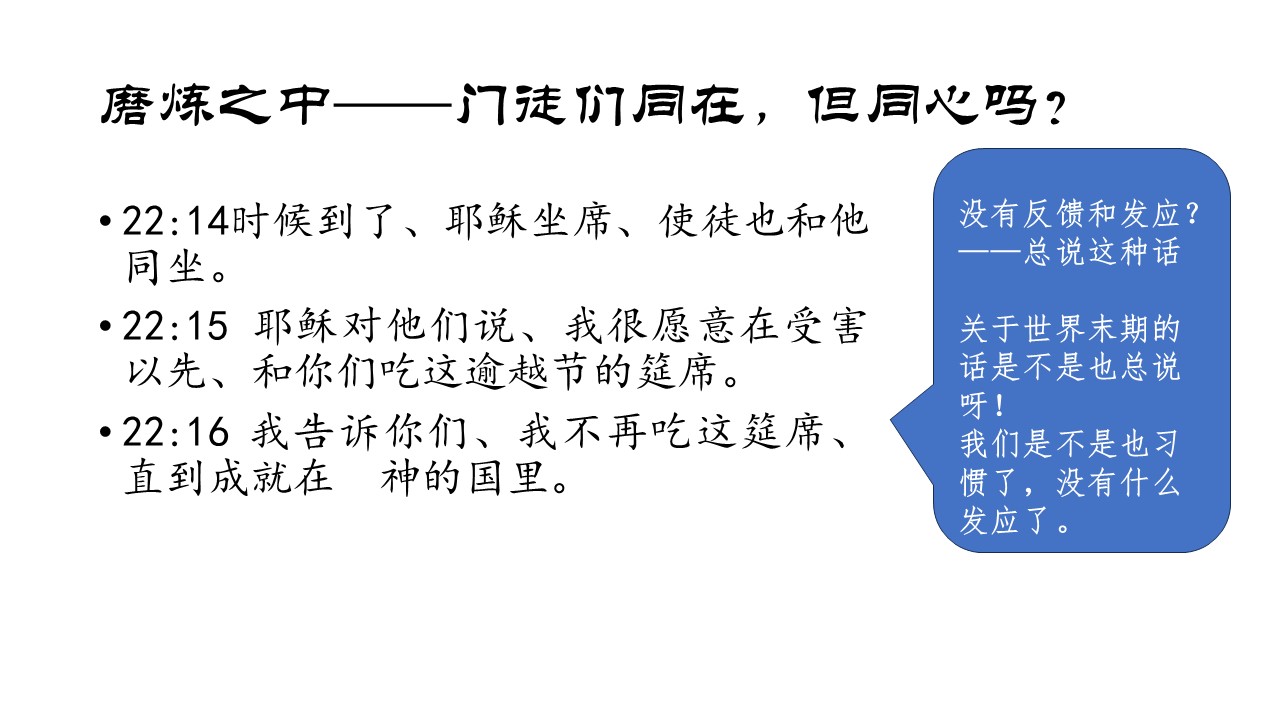 磨炼之中——门徒们同在，但同心吗?
• 22:14时候到了、耶稣坐席、使徒也和他
同坐。
• 22:15 耶稣对他们说、我很愿意在受害
以先、和你们吃这逾越节的筵席。
• 22:16 我告诉你们、我不再吃这筵席、
直到成就在　神的国里。
没有反馈和发应？
——总说这种话
关于世界末期的
话是不是也总说
呀！
我们是不是也习
惯了，没有什么
发应了。